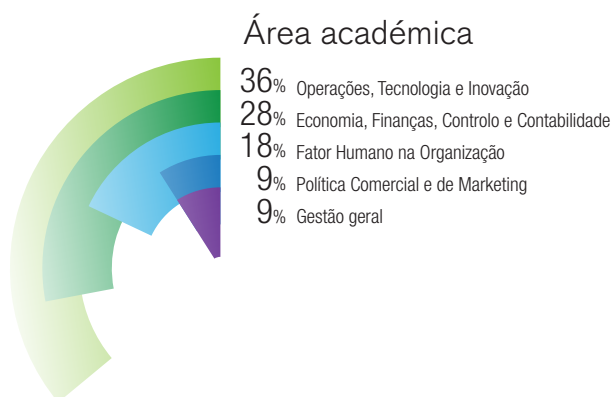 Área académica
36% Operações, Tecnologia e Inovação
28% Economia, Finanças, Controlo e Contabilidade
18% Fator Humano na Organização
9% Política Comercial e de Marketing
9% Gestão geral